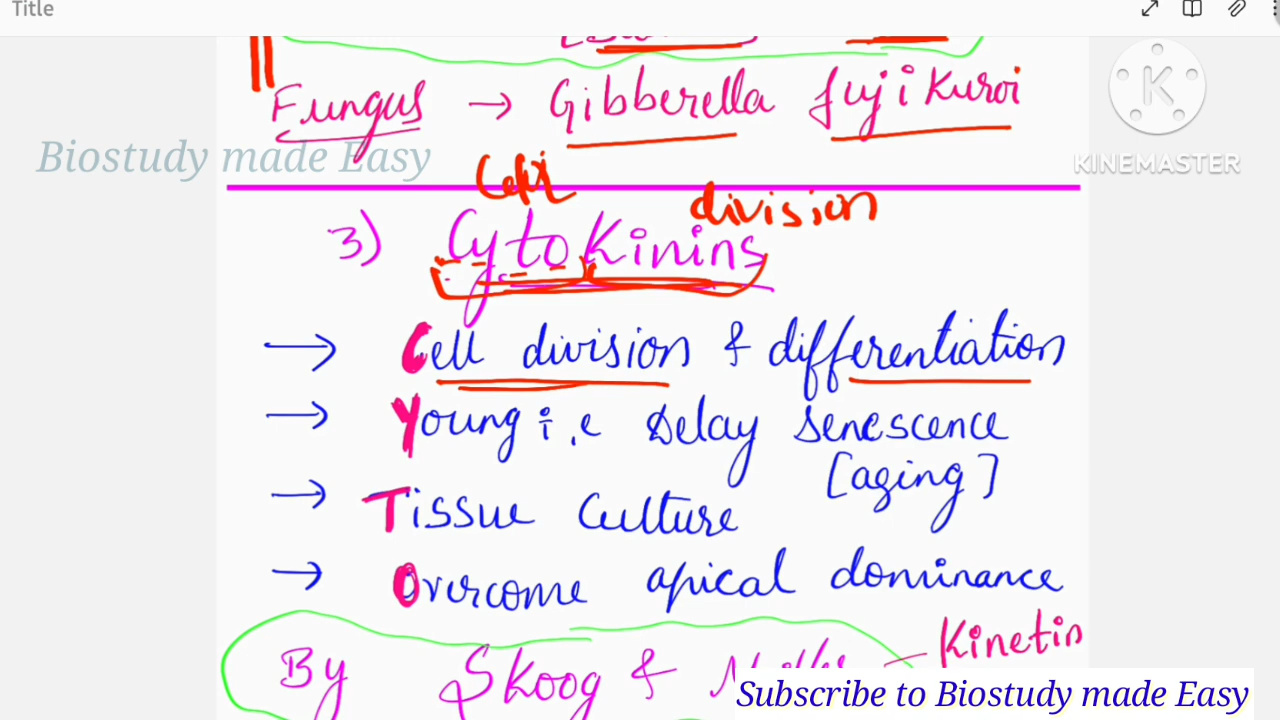 Title
Fungus → Gibberella fujikuroi
Biostudy made Easy
K
KINEMASTER
Cell division
3) Cytokinins
→ Cell division & differentiation
→ Young i.e Delay senescence
[aging]
→ Tissue Culture
→ Overcome apical dominance
By Skoog & – Kinetin
Subscribe to Biostudy made Easy